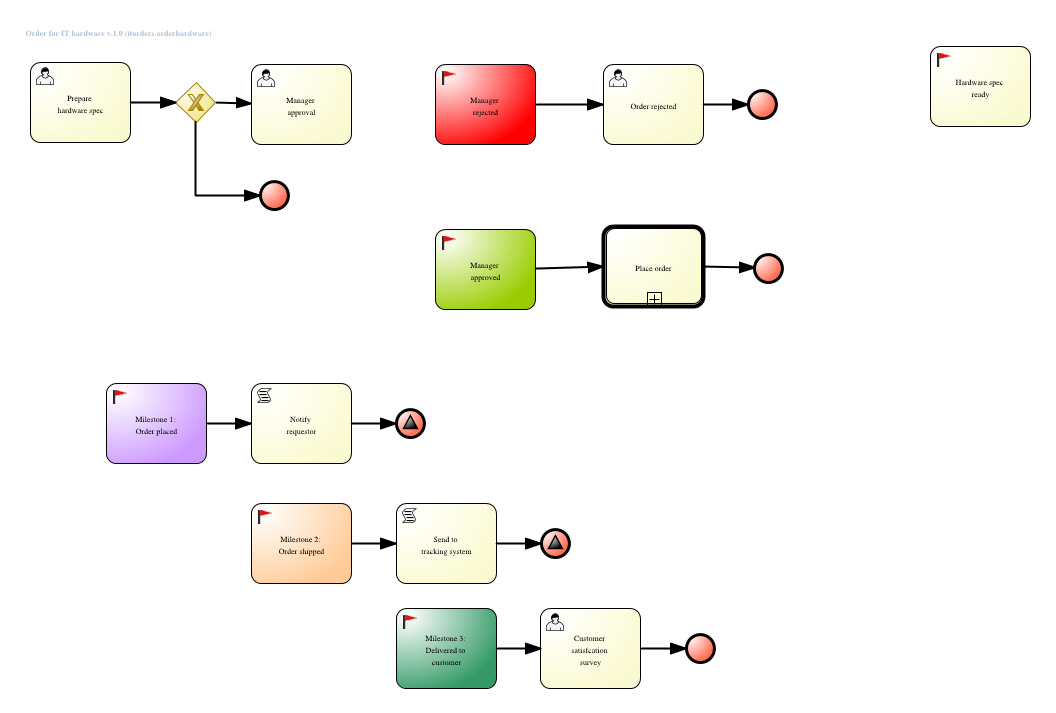 Order for IT hardware v.1.0 (itorders.orderhardware)
Prepare
hardware spec
Manager
approval
Manager
rejected
Order rejected
Hardware spec
ready
Manager
approved
Place order
Milestone 1:
Order placed
Notify
requestor
Milestone 2:
Order shipped
Send to
tracking system
Milestone 3:
Delivered to
customer
Customer
satisfcation
survey